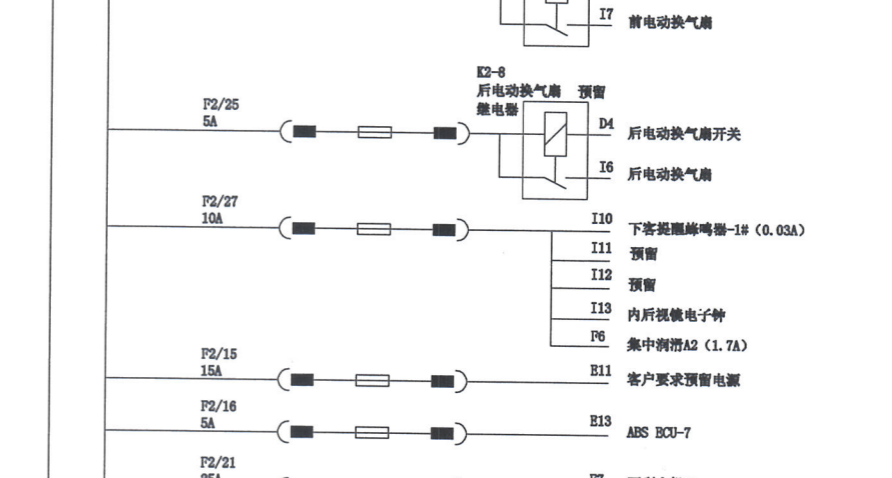 I7 前电动换气扇
K2-8
后电动换气扇 预留
继电器
F2/25
5A
D4 后电动换气扇开关
I6 后电动换气扇
F2/27
10A
I10 下客提醒蜂鸣器-1#（0.03A）
I11 预留
I12 预留
I13 内后视镜电子钟
F6 集中润滑A2（1.7A）
F2/15
15A
E11 客户要求预留电源
F2/16
5A
E13 ABS ECU-7
F2/21